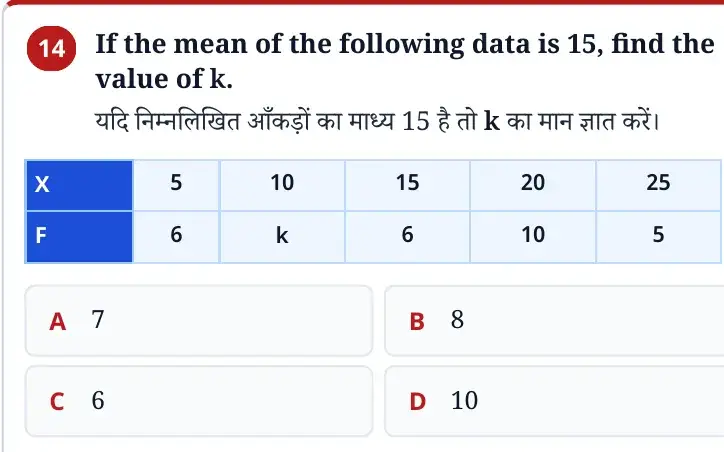 14 If the mean of the following data is 15, find the
value of k.
यदि निम्नलिखित आँकड़ों का माध्य 15 है तो k का मान ज्ञात करें।
X 5 10 15 20 25
F 6 k 6 10 5
A 7 B 8
C 6 D 10